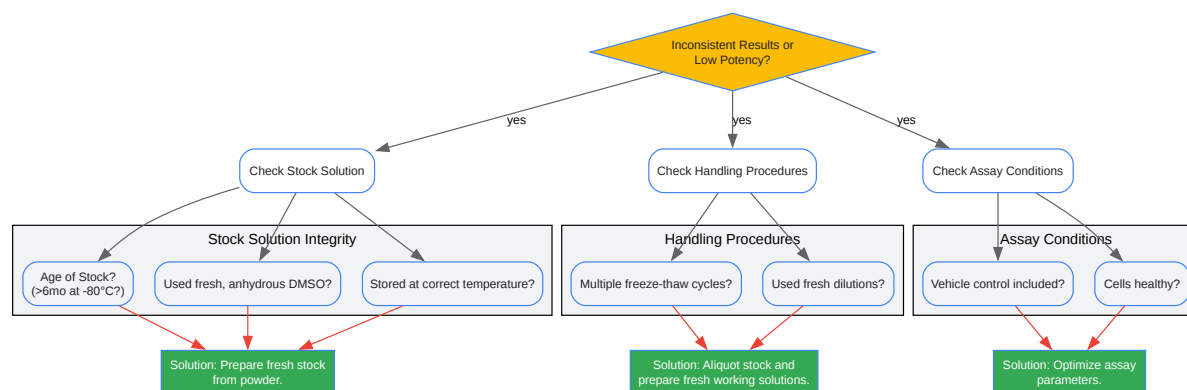 Inconsistent Results or
Low Potency?
yes
yes
yes
Check Stock Solution
Check Handling Procedures
Check Assay Conditions
Stock Solution Integrity
Handling Procedures
Assay Conditions
Age of Stock?
(>6mo at -80°C?)
Used fresh, anhydrous DMSO?
Stored at correct temperature?
Multiple freeze-thaw cycles?
Used fresh dilutions?
Vehicle control included?
Cells healthy?
Solution: Prepare fresh stock
from powder.
Solution: Aliquot stock and
prepare fresh working solutions.
Solution: Optimize assay
parameters.